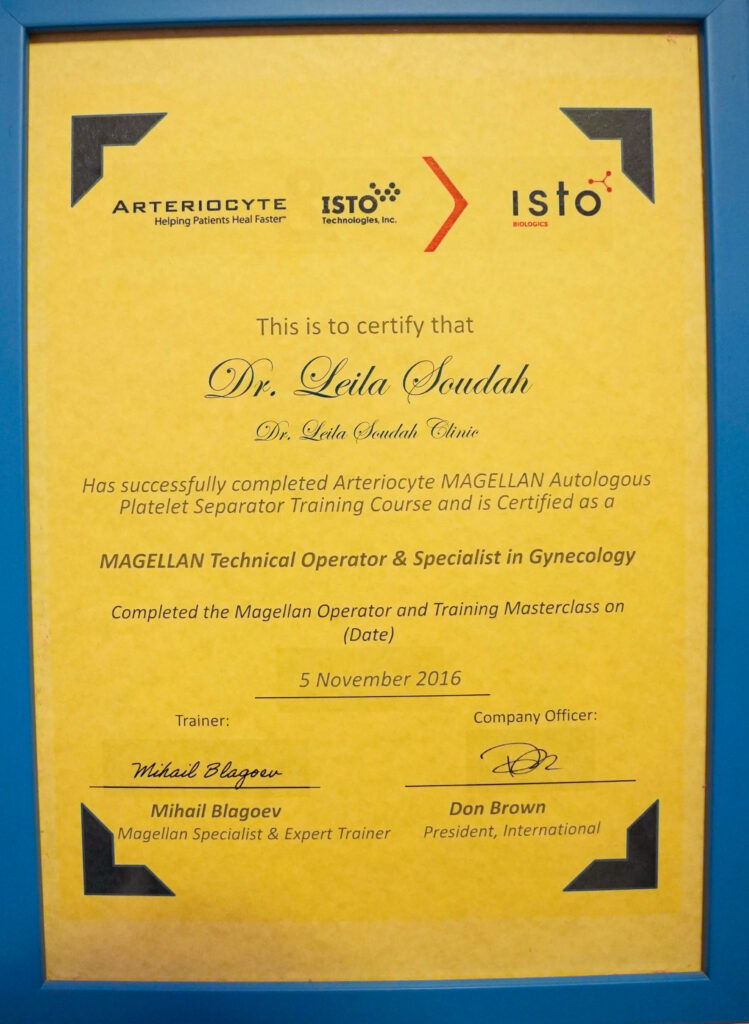 ARTERIOCYTE
Helping Patients Heal Faster™
ISTO
Technologies, Inc.
isto
BIOLOGICS
This is to certify that
Dr. Leila Soudah
Dr. Leila Soudah Clinic
Has successfully completed Arteriocyte MAGELLAN Autologous
Platelet Separator Training Course and is Certified as a
MAGELLAN Technical Operator & Specialist in Gynecology
Completed the Magellan Operator and Training Masterclass on
(Date)
5 November 2016
Trainer:
Company Officer:
Mihail Blagoev
Mihail Blagoev
Magellan Specialist & Expert Trainer
Don Brown
President, International